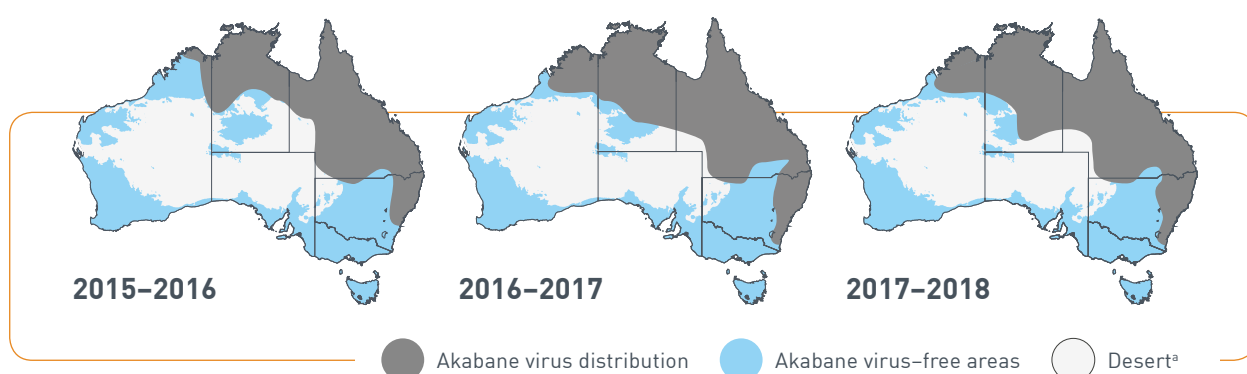 2015–2016
2016–2017
2017–2018
Akabane virus distribution
Akabane virus–free areas
Desertᵃ